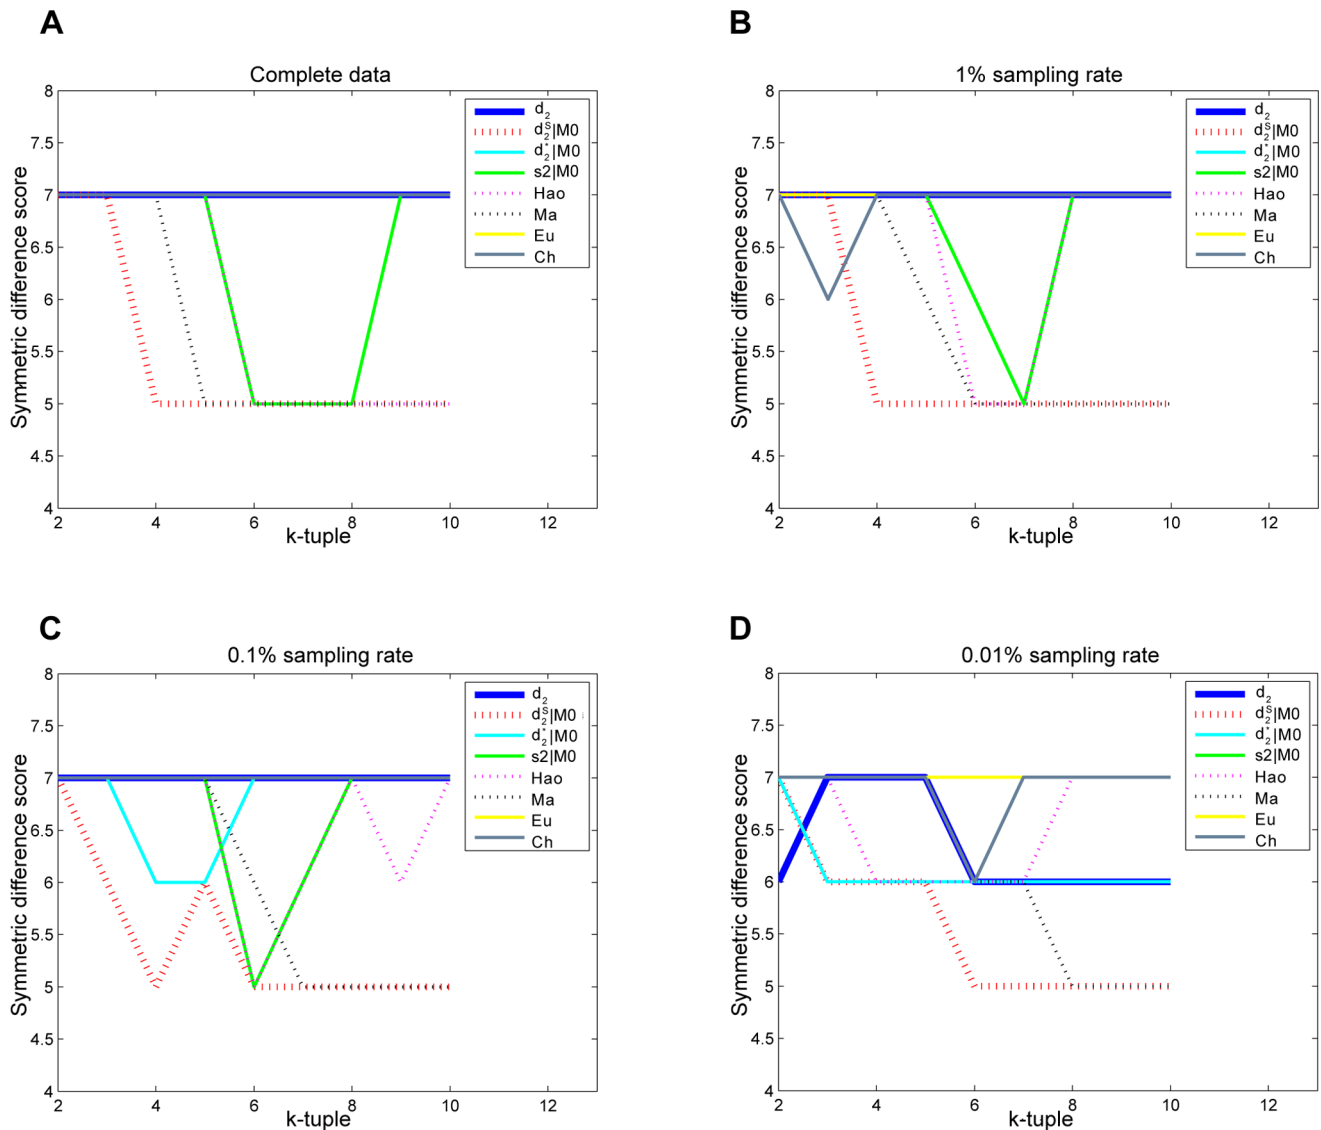 A
Complete data
Symmetric difference score
8
7.5
7
6.5
6
5.5
5
4.5
4
2 4 6 8 10 12
k-tuple
d2
d2^S|M0
d2^*|M0
s2|M0
Hao
Ma
Eu
Ch
B
1% sampling rate
Symmetric difference score
8
7.5
7
6.5
6
5.5
5
4.5
4
2 4 6 8 10 12
k-tuple
d2
d2^S|M0
d2^*|M0
s2|M0
Hao
Ma
Eu
Ch
C
0.1% sampling rate
Symmetric difference score
8
7.5
7
6.5
6
5.5
5
4.5
4
2 4 6 8 10 12
k-tuple
d2
d2^S|M0
d2^*|M0
s2|M0
Hao
Ma
Eu
Ch
D
0.01% sampling rate
Symmetric difference score
8
7.5
7
6.5
6
5.5
5
4.5
4
2 4 6 8 10 12
k-tuple
d2
d2^S|M0
d2^*|M0
s2|M0
Hao
Ma
Eu
Ch